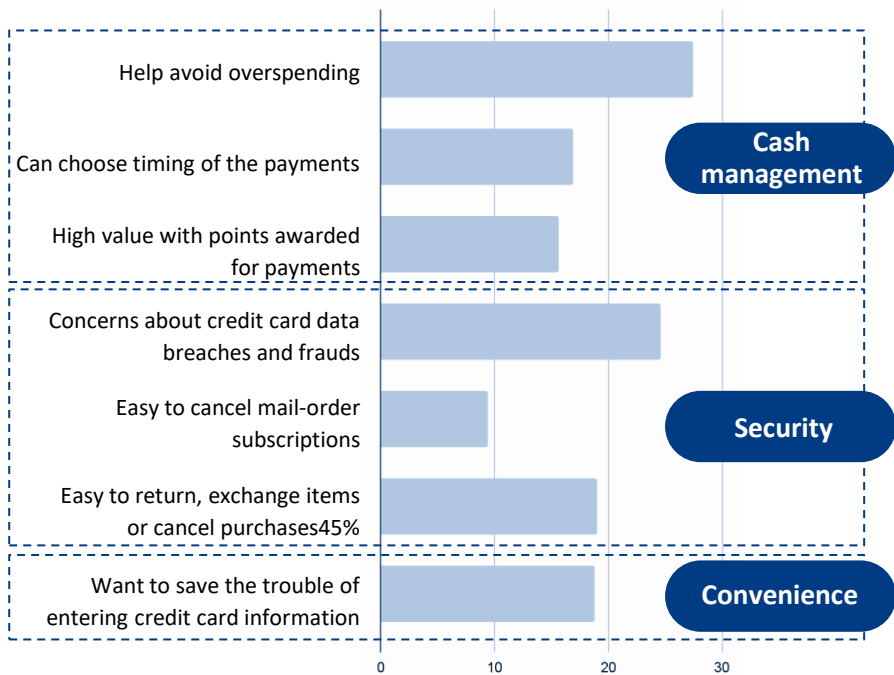 Help avoid overspending
Can choose timing of the payments
Cash
management
High value with points awarded
for payments
Concerns about credit card data
breaches and frauds
Easy to cancel mail-order
subscriptions
Security
Easy to return, exchange items
or cancel purchases45%
Want to save the trouble of
entering credit card information
Convenience
0
10
20
30